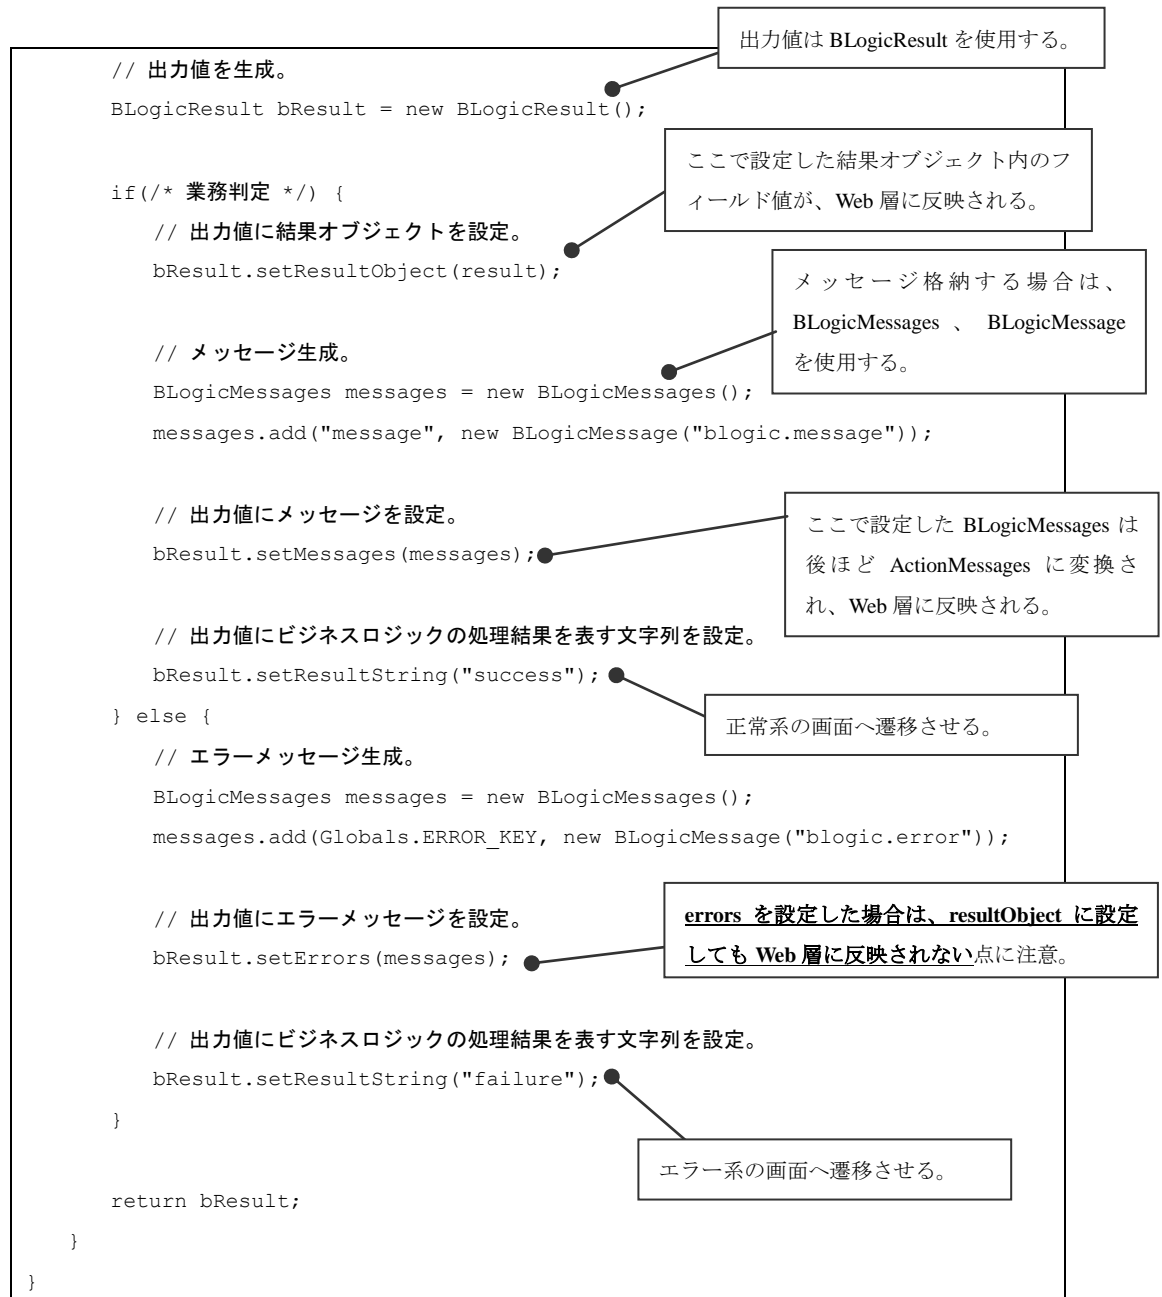 出力値は BLogicResult を使用する。
// 出力値を生成。
BLogicResult bResult = new BLogicResult();
ここで設定した結果オブジェクト内のフ
ィールド値が、Web 層に反映される。
if(/* 業務判定 */) {
// 出力値に結果オブジェクトを設定。
bResult.setResultObject(result);
メッセージ格納する場合は、
BLogicMessages 、 BLogicMessage
を使用する。
// メッセージ生成。
BLogicMessages messages = new BLogicMessages();
messages.add("message", new BLogicMessage("blogic.message"));
// 出力値にメッセージを設定。
bResult.setMessages(messages);
ここで設定した BLogicMessages は
後ほど ActionMessages に変換さ
れ、Web 層に反映される。
// 出力値にビジネスロジックの処理結果を表す文字列を設定。
bResult.setResultString("success");
正常系の画面へ遷移させる。
} else {
// エラーメッセージ生成。
BLogicMessages messages = new BLogicMessages();
messages.add(Globals.ERROR_KEY, new BLogicMessage("blogic.error"));
// 出力値にエラーメッセージを設定。
bResult.setErrors(messages);
errors を設定した場合は、resultObject に設定
しても Web 層に反映されない点に注意。
// 出力値にビジネスロジックの処理結果を表す文字列を設定。
bResult.setResultString("failure");
エラー系の画面へ遷移させる。
}
return bResult;
}
}